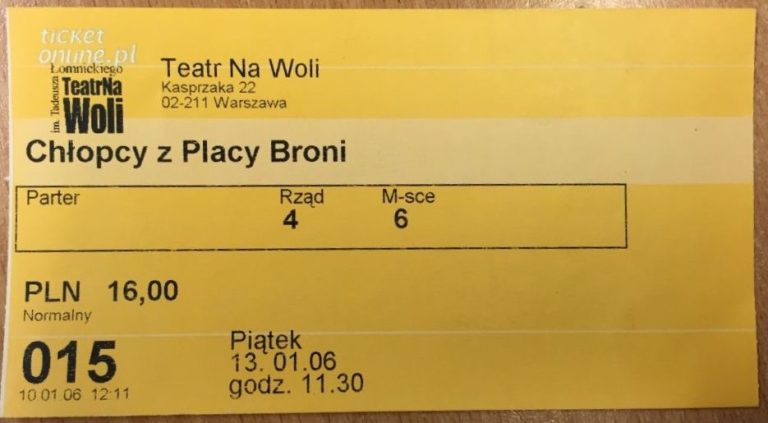 ticket
online.pl
Łomnickiego
im. Tadeusza
TeatrNa
Woli
Teatr Na Woli
Kasprzaka 22
02-211 Warszawa
Chłopcy z Placy Broni
Parter Rząd M-sce
4 6
PLN 16,00
Normalny
015
10.01.06 12:11
Piątek
13. 01.06
godz. 11.30